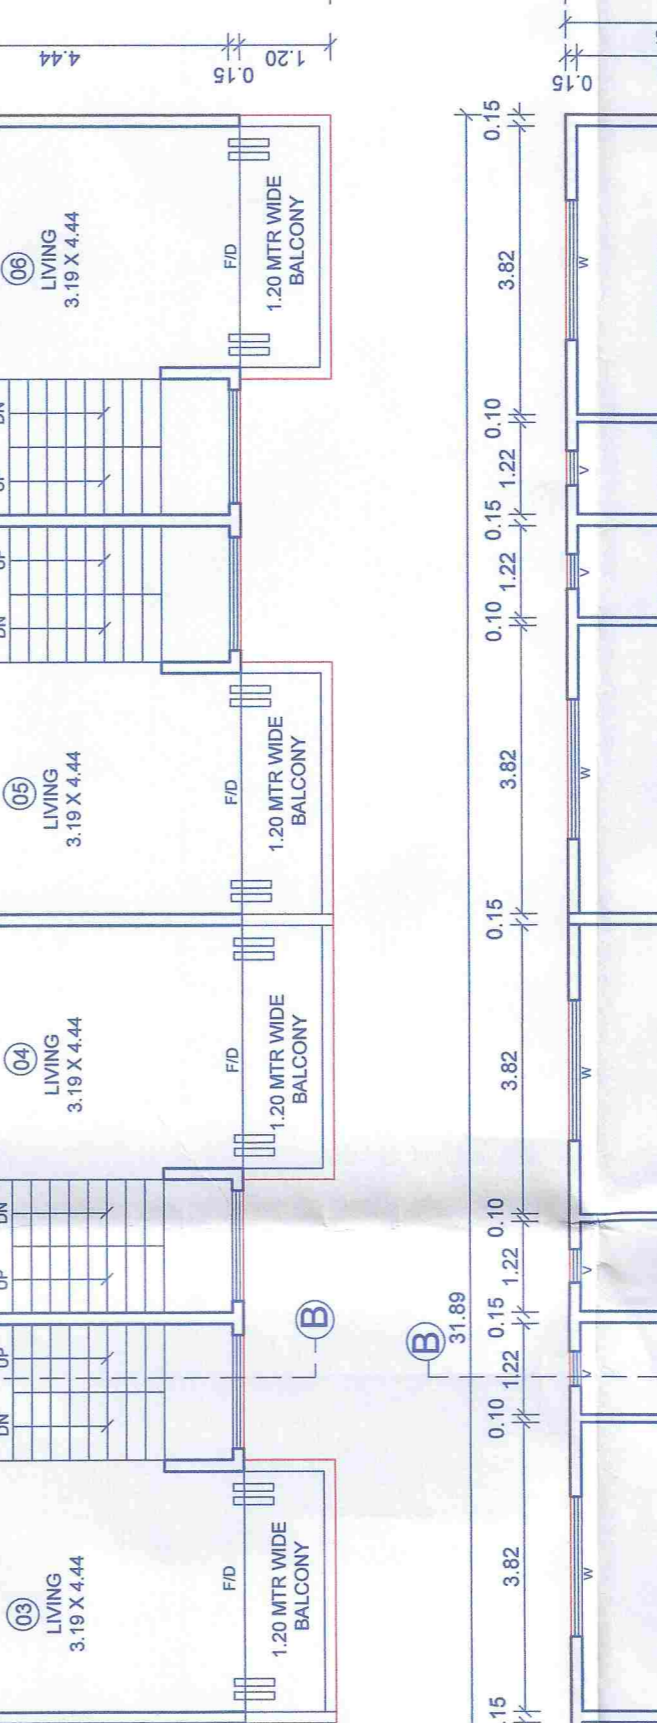 4.44
0.15
1.20
0.15
06
LIVING
3.19 X 4.44
F/D
1.20 MTR WIDE
BALCONY
DN
UP
UP
DN
05
LIVING
3.19 X 4.44
F/D
1.20 MTR WIDE
BALCONY
04
LIVING
3.19 X 4.44
F/D
1.20 MTR WIDE
BALCONY
DN
UP
UP
DN
B
03
LIVING
3.19 X 4.44
F/D
1.20 MTR WIDE
BALCONY
B
31.89
0.15
3.82
0.10
1.22
0.15
1.22
0.10
3.82
0.15
3.82
0.10
1.22
0.15
1.22
0.10
3.82
W
V
V
W
W
V
V
W